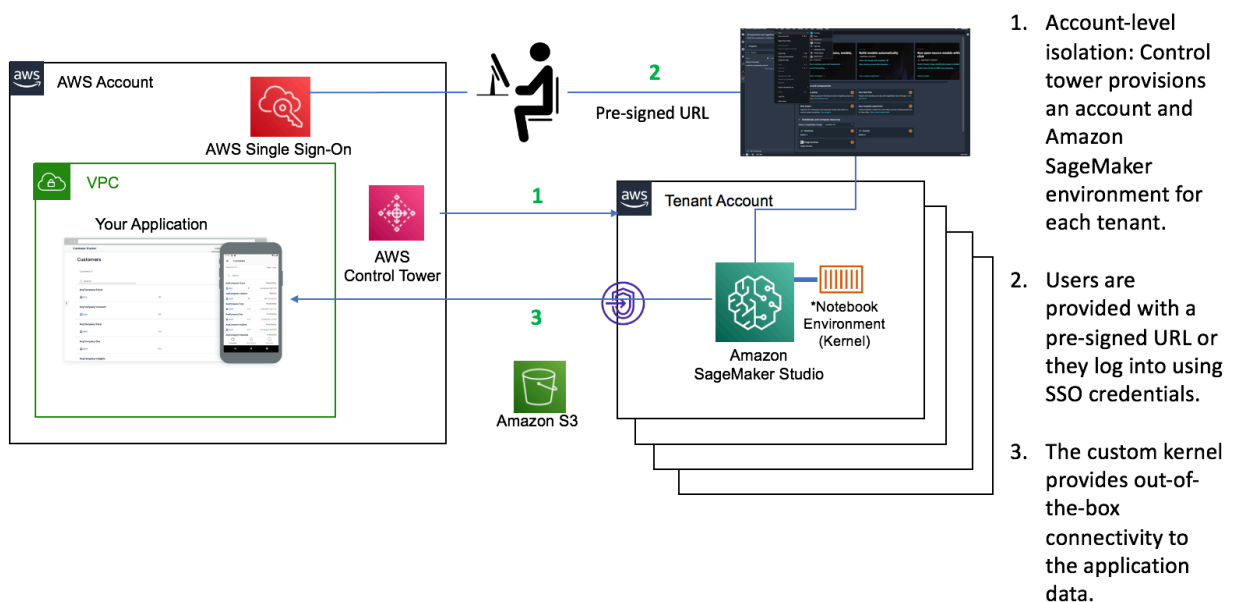 aws
AWS Account
AWS Single Sign-On
VPC
Your Application
Customers
AWS
Control Tower
1
2
Pre-signed URL
aws
Tenant Account
*Notebook
Environment
(Kernel)
Amazon
SageMaker Studio
3
Amazon S3
1. Account-level
isolation: Control
tower provisions
an account and
Amazon
SageMaker
environment for
each tenant.
2. Users are
provided with a
pre-signed URL or
they log into using
SSO credentials.
3. The custom kernel
provides out-of-
the-box
connectivity to
the application
data.